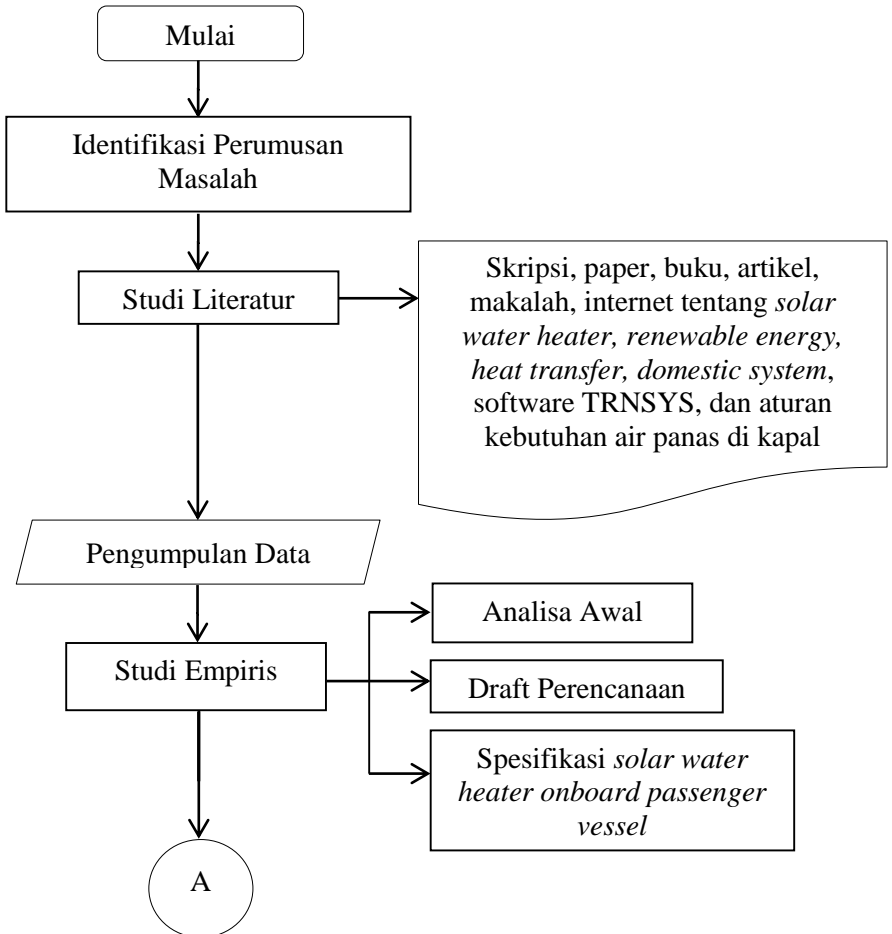 Mulai
Identifikasi Perumusan
Masalah
Studi Literatur
Skripsi, paper, buku, artikel,
makalah, internet tentang solar
water heater, renewable energy,
heat transfer, domestic system,
software TRNSYS, dan aturan
kebutuhan air panas di kapal
Pengumpulan Data
Studi Empiris
Analisa Awal
Draft Perencanaan
Spesifikasi solar water
heater onboard passenger
vessel
A